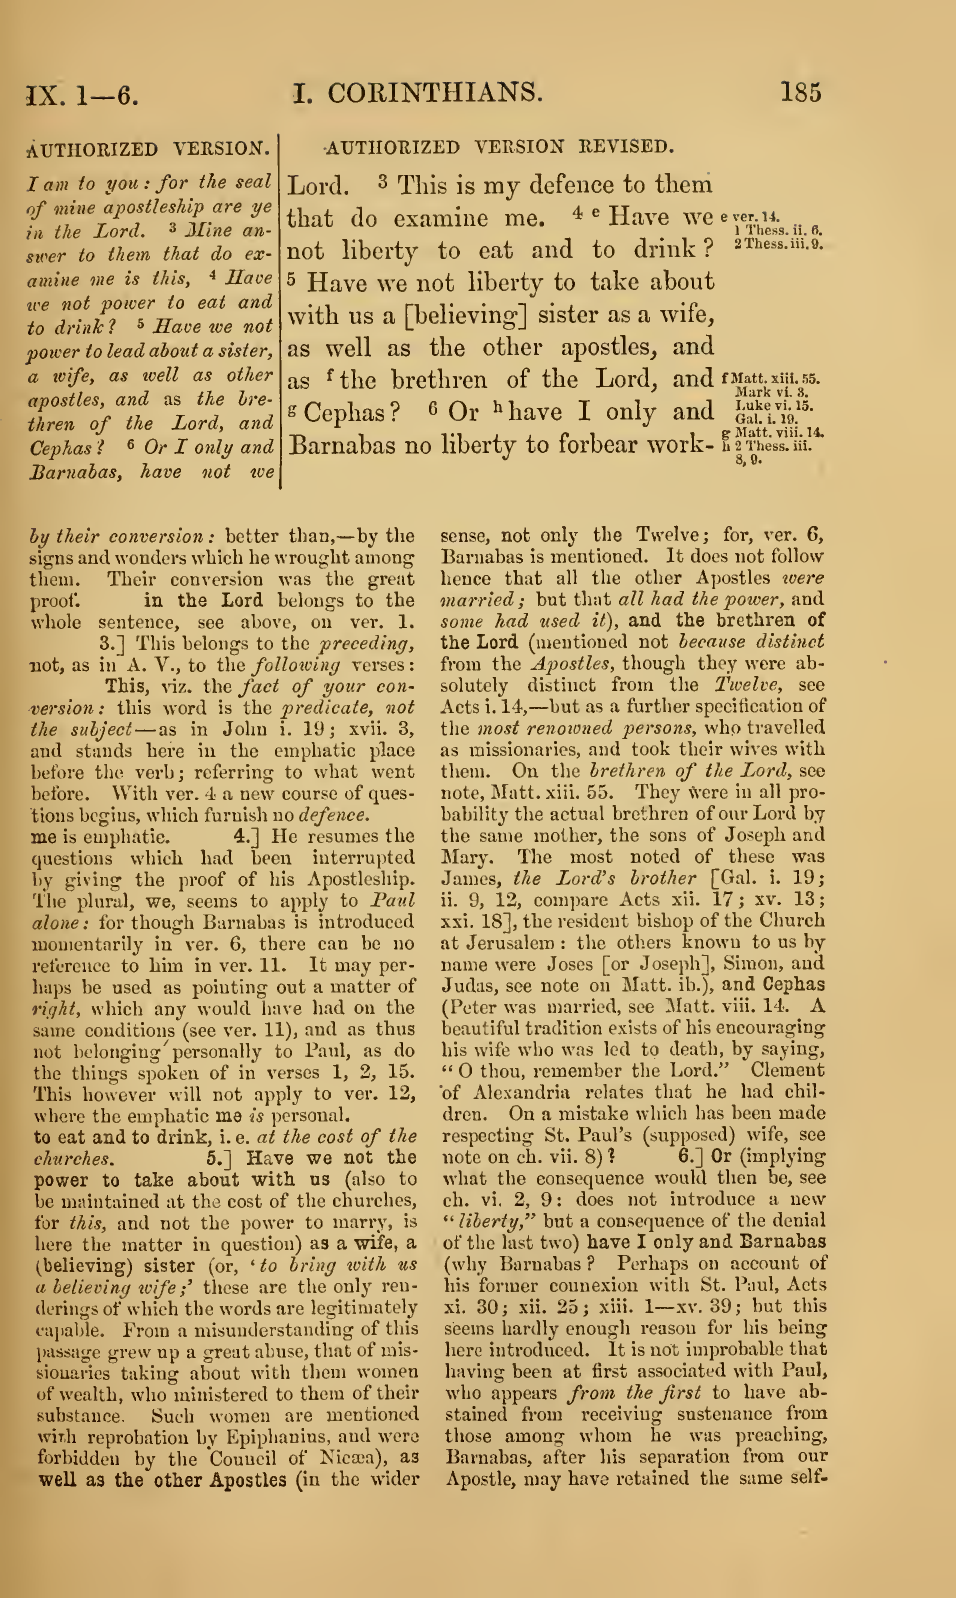 IX. 1—6.
I. CORINTHIANS.
185
AUTHORIZED VERSION.
I am to you: for the seal
of mine apostleship are ye
in the Lord. 3 Mine an-
swer to them that do ex-
amine me is this, 4 Have
we not power to eat and
to drink? 5 Have we not
power to lead about a sister,
a wife, as well as other
apostles, and as the bre-
thren of the Lord, and
Cephas? 6 Or I only and
Barnabas, have not we
AUTHORIZED VERSION REVISED.
Lord. 3 This is my defence to them
that do examine me. 4 e Have we
not liberty to eat and to drink?
5 Have we not liberty to take about
with us a [believing] sister as a wife,
as well as the other apostles, and
as f the brethren of the Lord, and
g Cephas? 6 Or h have I only and
Barnabas no liberty to forbear work-
e ver. 14.
1 Thess. ii. 6.
2 Thess. iii. 9.
f Matt. xiii. 55.
Mark vi. 3.
Luke vi. 15.
Gal. i. 19.
g Matt. viii. 14.
h 2 Thess. iii.
8, 9.
by their conversion: better than,—by the
signs and wonders which he wrought among
them. Their conversion was the great
proof. in the Lord belongs to the
whole sentence, see above, on ver. 1.
3.] This belongs to the preceding,
not, as in A. V., to the following verses:
This, viz. the fact of your con-
version: this word is the predicate, not
the subject—as in John i. 19; xvii. 3,
and stands here in the emphatic place
before the verb; referring to what went
before. With ver. 4 a new course of ques-
tions begins, which furnish no defence.
me is emphatic. 4.] He resumes the
questions which had been interrupted
by giving the proof of his Apostleship.
The plural, we, seems to apply to Paul
alone: for though Barnabas is introduced
momentarily in ver. 6, there can be no
reference to him in ver. 11. It may per-
haps be used as pointing out a matter of
right, which any would have had on the
same conditions (see ver. 11), and as thus
not belonging personally to Paul, as do
the things spoken of in verses 1, 2, 15.
This however will not apply to ver. 12,
where the emphatic me is personal.
to eat and to drink, i. e. at the cost of the
churches. 5.] Have we not the
power to take about with us (also to
be maintained at the cost of the churches,
for this, and not the power to marry, is
here the matter in question) as a wife, a
(believing) sister (or, ‘to bring with us
a believing wife;’ these are the only ren-
derings of which the words are legitimately
capable. From a misunderstanding of this
passage grew up a great abuse, that of mis-
sionaries taking about with them women
of wealth, who ministered to them of their
substance. Such women are mentioned
with reprobation by Epiphanius, and were
forbidden by the Council of Nicæa), as
well as the other Apostles (in the wider
sense, not only the Twelve; for, ver. 6,
Barnabas is mentioned. It does not follow
hence that all the other Apostles were
married; but that all had the power, and
some had used it), and the brethren of
the Lord (mentioned not because distinct
from the Apostles, though they were ab-
solutely distinct from the Twelve, see
Acts i. 14,—but as a further specification of
the most renowned persons, who travelled
as missionaries, and took their wives with
them. On the brethren of the Lord, see
note, Matt. xiii. 55. They were in all pro-
bability the actual brethren of our Lord by
the same mother, the sons of Joseph and
Mary. The most noted of these was
James, the Lord's brother [Gal. i. 19;
ii. 9, 12, compare Acts xii. 17; xv. 13;
xxi. 18], the resident bishop of the Church
at Jerusalem: the others known to us by
name were Joses [or Joseph], Simon, and
Judas, see note on Matt. ib.), and Cephas
(Peter was married, see Matt. viii. 14. A
beautiful tradition exists of his encouraging
his wife who was led to death, by saying,
“O thou, remember the Lord.” Clement
of Alexandria relates that he had chil-
dren. On a mistake which has been made
respecting St. Paul's (supposed) wife, see
note on ch. vii. 8)? 6.] Or (implying
what the consequence would then be, see
ch. vi. 2, 9: does not introduce a new
“liberty,” but a consequence of the denial
of the last two) have I only and Barnabas
(why Barnabas? Perhaps on account of
his former connexion with St. Paul, Acts
xi. 30; xii. 25; xiii. 1—xv. 39; but this
seems hardly enough reason for his being
here introduced. It is not improbable that
having been at first associated with Paul,
who appears from the first to have ab-
stained from receiving sustenance from
those among whom he was preaching,
Barnabas, after his separation from our
Apostle, may have retained the same self-